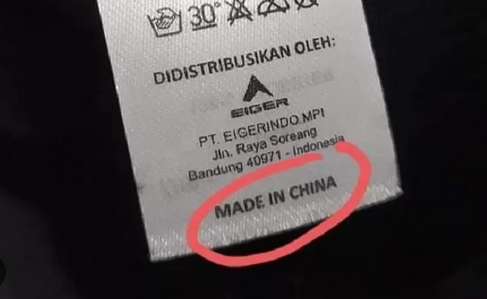 30°
DIDISTRIBUSIKAN OLEH:
EIGER
PT. EIGERINDO MPI
Jln. Raya Soreang
Bandung 40971 - Indonesia
MADE IN CHINA